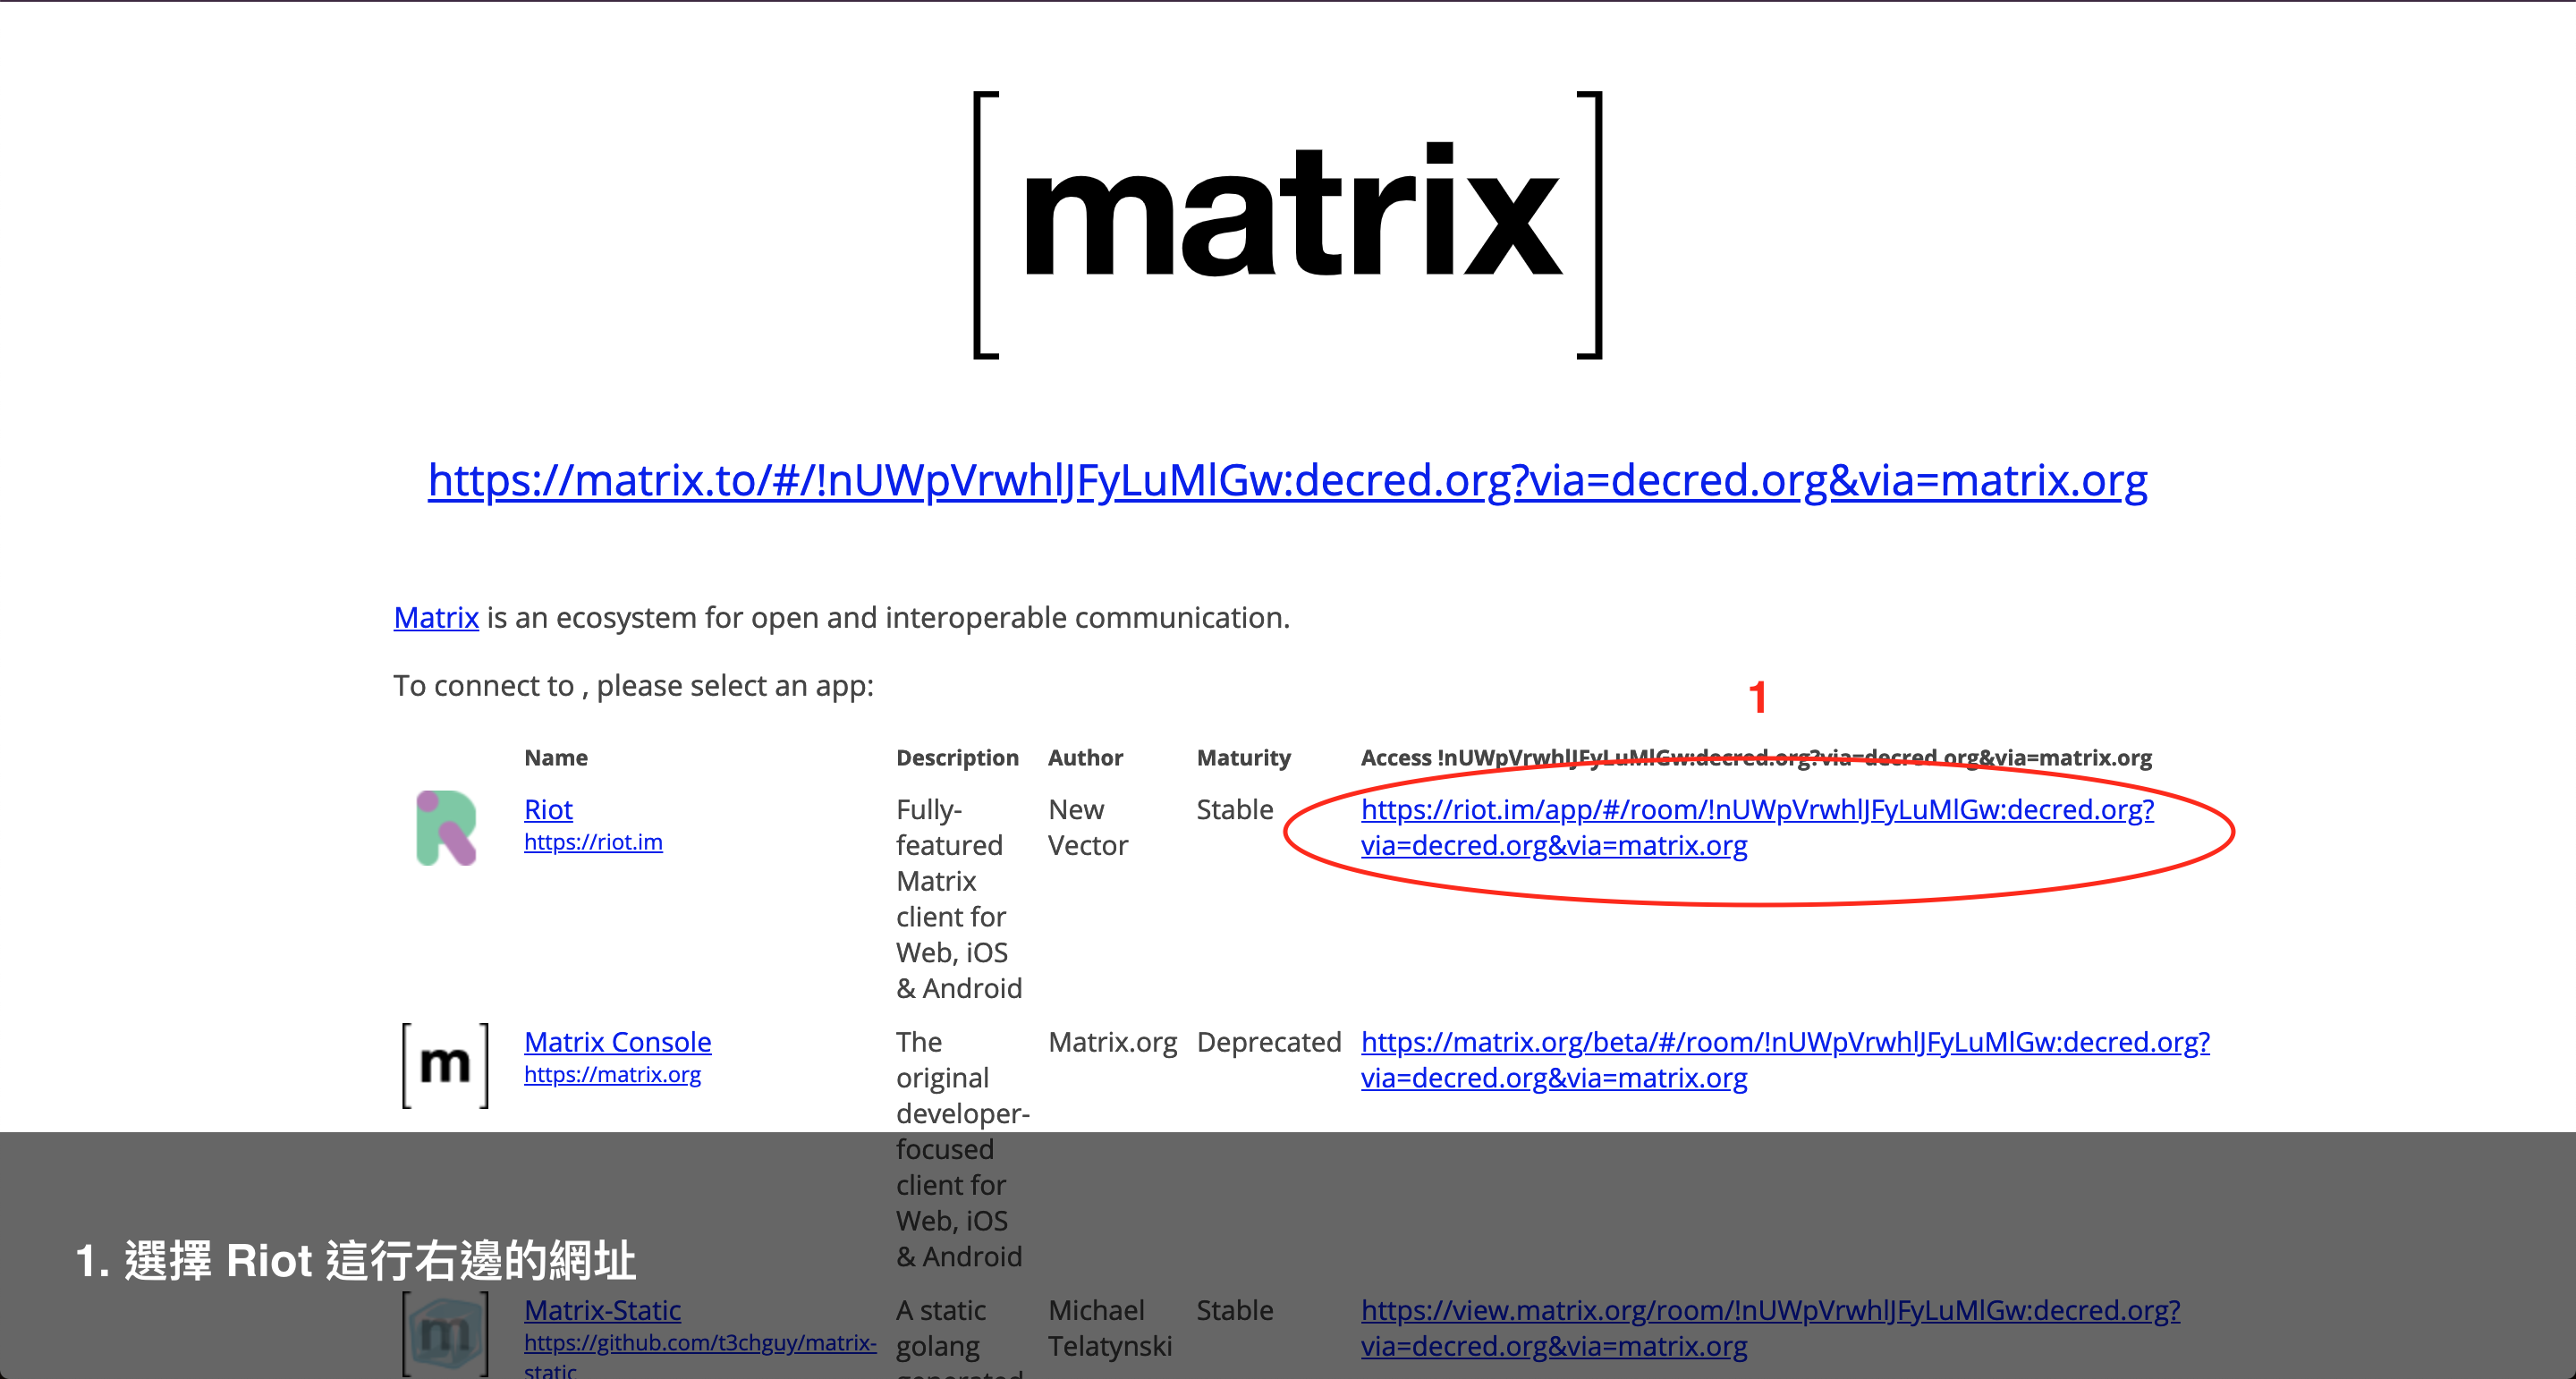 [matrix]
https://matrix.to/#/!nUWpVrwhlJFyLuMlGw:decred.org?via=decred.org&via=matrix.org
Matrix is an ecosystem for open and interoperable communication.
To connect to , please select an app:
1
Name Description Author Maturity Access !nUWpVrwhlJFyLuMlGw:decred.org?via=decred.org&via=matrix.org
Riot
https://riot.im
Fully-
featured
Matrix
client for
Web, iOS
& Android
New
Vector
Stable
https://riot.im/app/#/room/!nUWpVrwhlJFyLuMlGw:decred.org?
via=decred.org&via=matrix.org
[m]
Matrix Console
https://matrix.org
The
original
developer-
focused
client for
Web, iOS
& Android
Matrix.org
Deprecated
https://matrix.org/beta/#/room/!nUWpVrwhlJFyLuMlGw:decred.org?
via=decred.org&via=matrix.org
1. 選擇 Riot 這行右邊的網址
[m]
Matrix-Static
https://github.com/t3chguy/matrix-
static
A static
golang
generated
Michael
Telatynski
Stable
https://view.matrix.org/room/!nUWpVrwhlJFyLuMlGw:decred.org?
via=decred.org&via=matrix.org